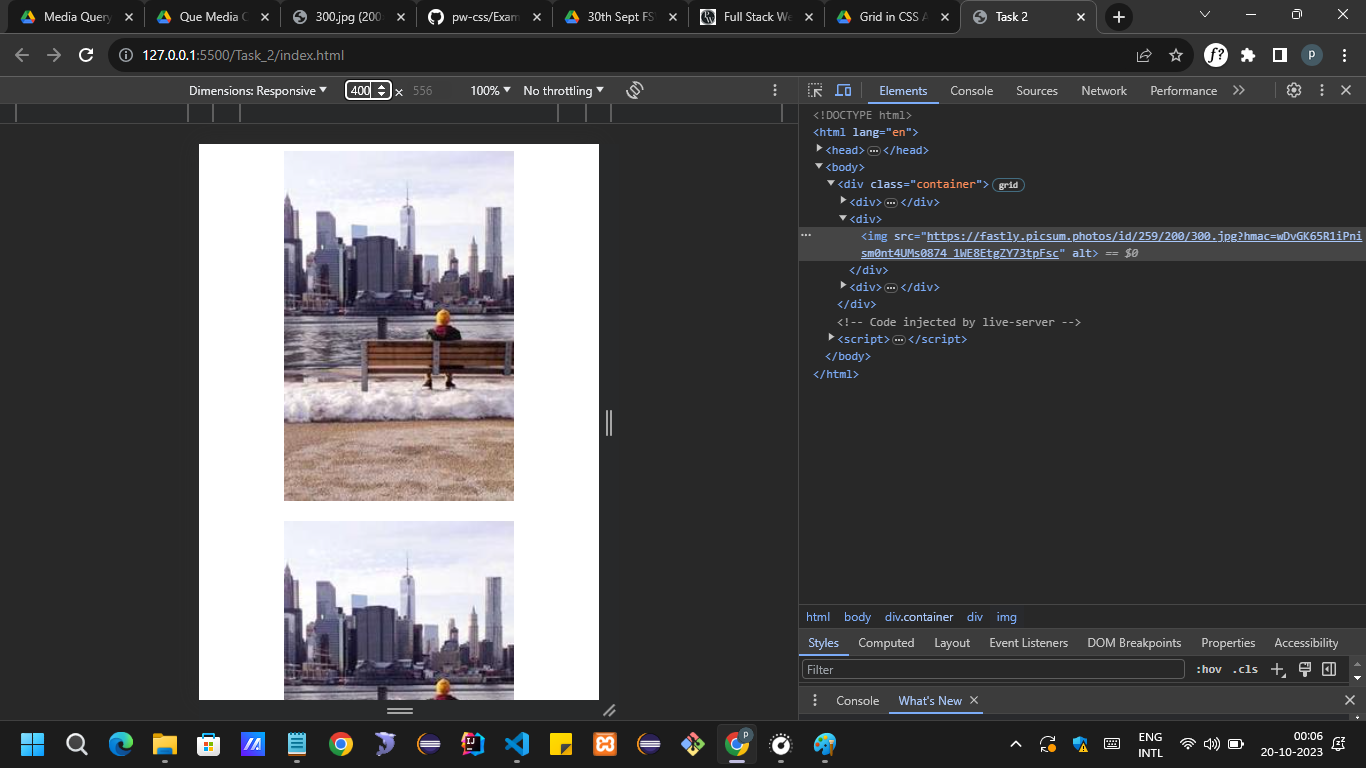 Media Query
Que Media C
300.jpg (200
pw-css/Exam
30th Sept FS
Full Stack We
Grid in CSS A
Task 2
127.0.0.1:5500/Task_2/index.html
f?
p
Dimensions: Responsive
400 × 556
100%
No throttling
Elements
Console
Sources
Network
Performance
<!DOCTYPE html>
<html lang="en">
<head>
</head>
<body>
<div class="container">
grid
<div>
</div>
<div>
<img src="https://fastly.picsum.photos/id/259/200/300.jpg?hmac=wDvGK65R1iPni
sm0nt4UMs0874_1WE8EtgZY73tpFsc" alt> == $0
</div>
<div>
</div>
</div>
<!-- Code injected by live-server -->
<script>
</script>
</body>
</html>
html
body
div.container
div
img
Styles
Computed
Layout
Event Listeners
DOM Breakpoints
Properties
Accessibility
Filter
:hov
.cls
Console
What's New
ENG
INTL
00:06
20-10-2023